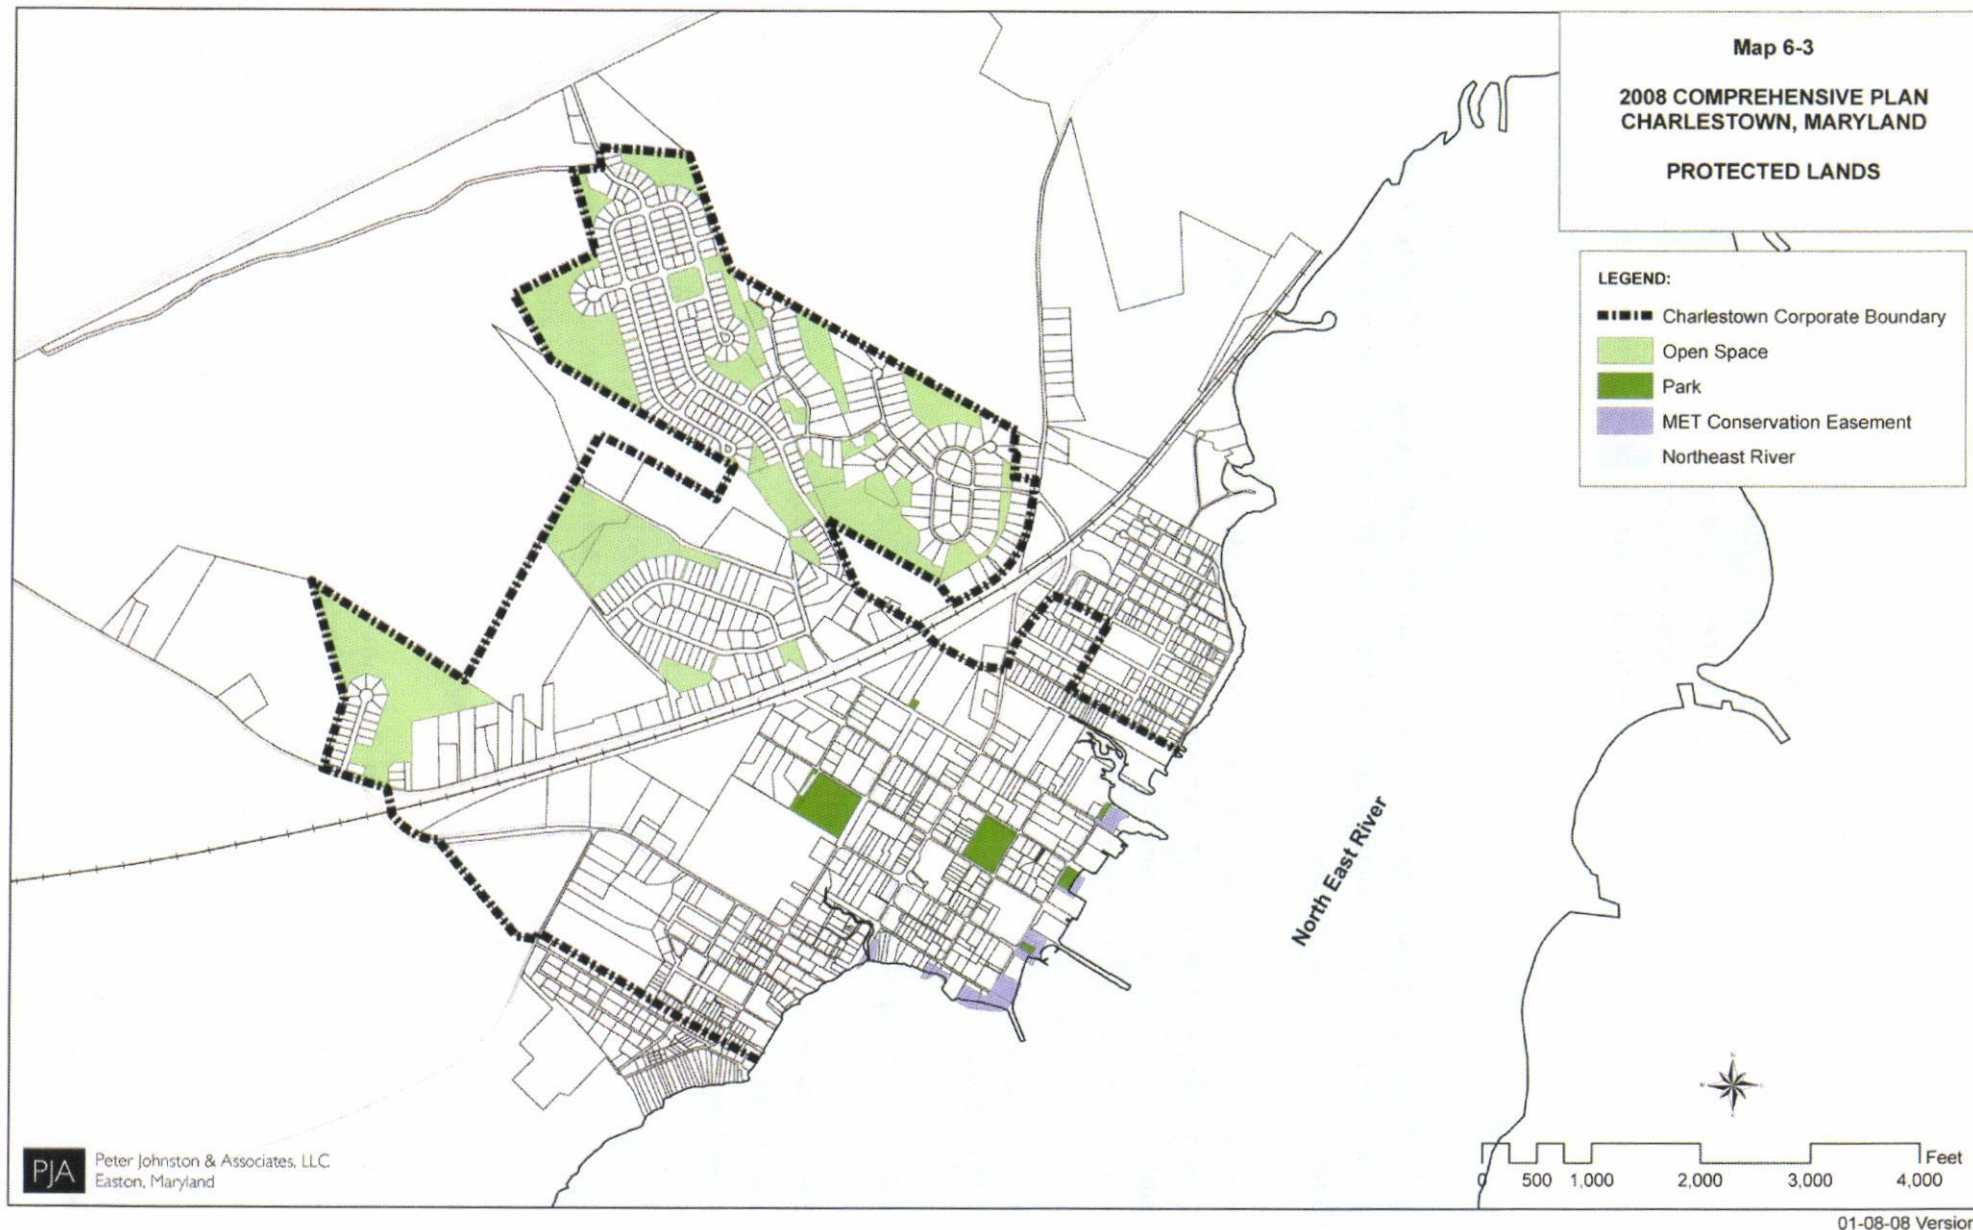 Map 6-3
2008 COMPREHENSIVE PLAN
CHARLESTOWN, MARYLAND
PROTECTED LANDS
LEGEND:
Charlestown Corporate Boundary
Open Space
Park
MET Conservation Easement
Northeast River
North East River
PJA
Peter Johnston & Associates, LLC
Easton, Maryland
Feet
0 500 1,000 2,000 3,000 4,000
01-08-08 Version